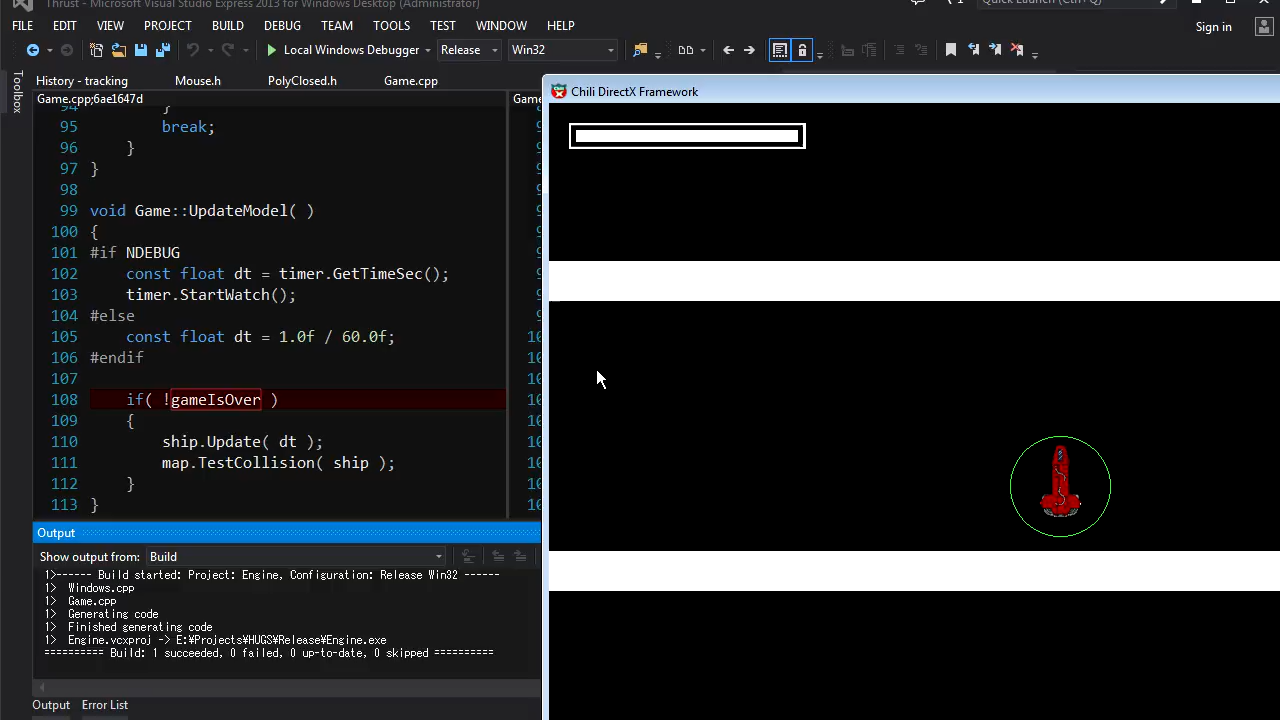 Thrust - Microsoft Visual Studio Express 2013 for Windows Desktop (Administrator)
Quick Launch (Ctrl+Q)
FILE EDIT VIEW PROJECT BUILD DEBUG TEAM TOOLS TEST WINDOW HELP
Sign in
Local Windows Debugger Release Win32
Toolbox
History - tracking Mouse.h PolyClosed.h Game.cpp
Game.cpp;6ae1647d
94 }
95 break;
96 }
97 }
98
99 void Game::UpdateModel( )
100 {
101 #if NDEBUG
102 const float dt = timer.GetTimeSec();
103 timer.StartWatch();
104 #else
105 const float dt = 1.0f / 60.0f;
106 #endif
107
108 if( !gameIsOver )
109 {
110 ship.Update( dt );
111 map.TestCollision( ship );
112 }
113 }
Chili DirectX Framework
Output
Show output from: Build
1>------ Build started: Project: Engine, Configuration: Release Win32 ------
1> Windows.cpp
1> Game.cpp
1> Generating code
1> Finished generating code
1> Engine.vcxproj -> E:¥Projects¥HUGS¥Release¥Engine.exe
========== Build: 1 succeeded, 0 failed, 0 up-to-date, 0 skipped ==========
Output Error List